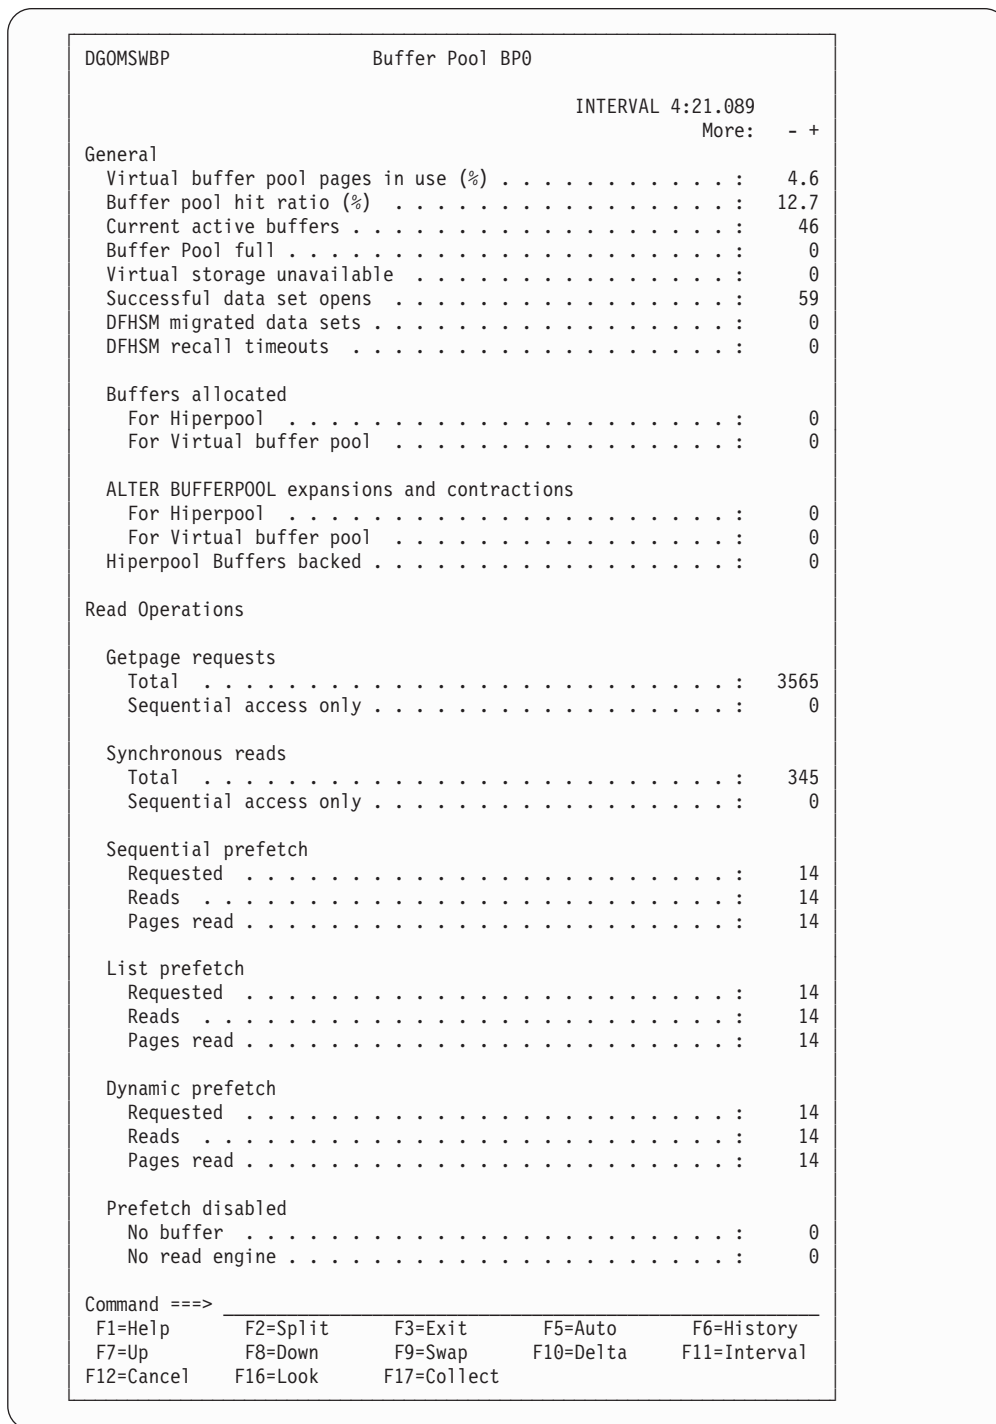 DGOMSWBP Buffer Pool BP0
INTERVAL 4:21.089
More: - +
General
Virtual buffer pool pages in use (%) . . . . . . . . . . . : 4.6
Buffer pool hit ratio (%) . . . . . . . . . . . . . . . . : 12.7
Current active buffers . . . . . . . . . . . . . . . . . . : 46
Buffer Pool full . . . . . . . . . . . . . . . . . . . . . : 0
Virtual storage unavailable . . . . . . . . . . . . . . . : 0
Successful data set opens . . . . . . . . . . . . . . . . : 59
DFHSM migrated data sets . . . . . . . . . . . . . . . . . : 0
DFHSM recall timeouts . . . . . . . . . . . . . . . . . . : 0
Buffers allocated
For Hiperpool . . . . . . . . . . . . . . . . . . . . . : 0
For Virtual buffer pool . . . . . . . . . . . . . . . . : 0
ALTER BUFFERPOOL expansions and contractions
For Hiperpool . . . . . . . . . . . . . . . . . . . . . : 0
For Virtual buffer pool . . . . . . . . . . . . . . . . : 0
Hiperpool Buffers backed . . . . . . . . . . . . . . . . . : 0
Read Operations
Getpage requests
Total . . . . . . . . . . . . . . . . . . . . . . . . . : 3565
Sequential access only . . . . . . . . . . . . . . . . . : 0
Synchronous reads
Total . . . . . . . . . . . . . . . . . . . . . . . . . : 345
Sequential access only . . . . . . . . . . . . . . . . . : 0
Sequential prefetch
Requested . . . . . . . . . . . . . . . . . . . . . . . : 14
Reads . . . . . . . . . . . . . . . . . . . . . . . . . : 14
Pages read . . . . . . . . . . . . . . . . . . . . . . . : 14
List prefetch
Requested . . . . . . . . . . . . . . . . . . . . . . . : 14
Reads . . . . . . . . . . . . . . . . . . . . . . . . . : 14
Pages read . . . . . . . . . . . . . . . . . . . . . . . : 14
Dynamic prefetch
Requested . . . . . . . . . . . . . . . . . . . . . . . : 14
Reads . . . . . . . . . . . . . . . . . . . . . . . . . : 14
Pages read . . . . . . . . . . . . . . . . . . . . . . . : 14
Prefetch disabled
No buffer . . . . . . . . . . . . . . . . . . . . . . . : 0
No read engine . . . . . . . . . . . . . . . . . . . . . : 0
Command ===> ________________________________________________________
F1=Help F2=Split F3=Exit F5=Auto F6=History
F7=Up F8=Down F9=Swap F10=Delta F11=Interval
F12=Cancel F16=Look F17=Collect